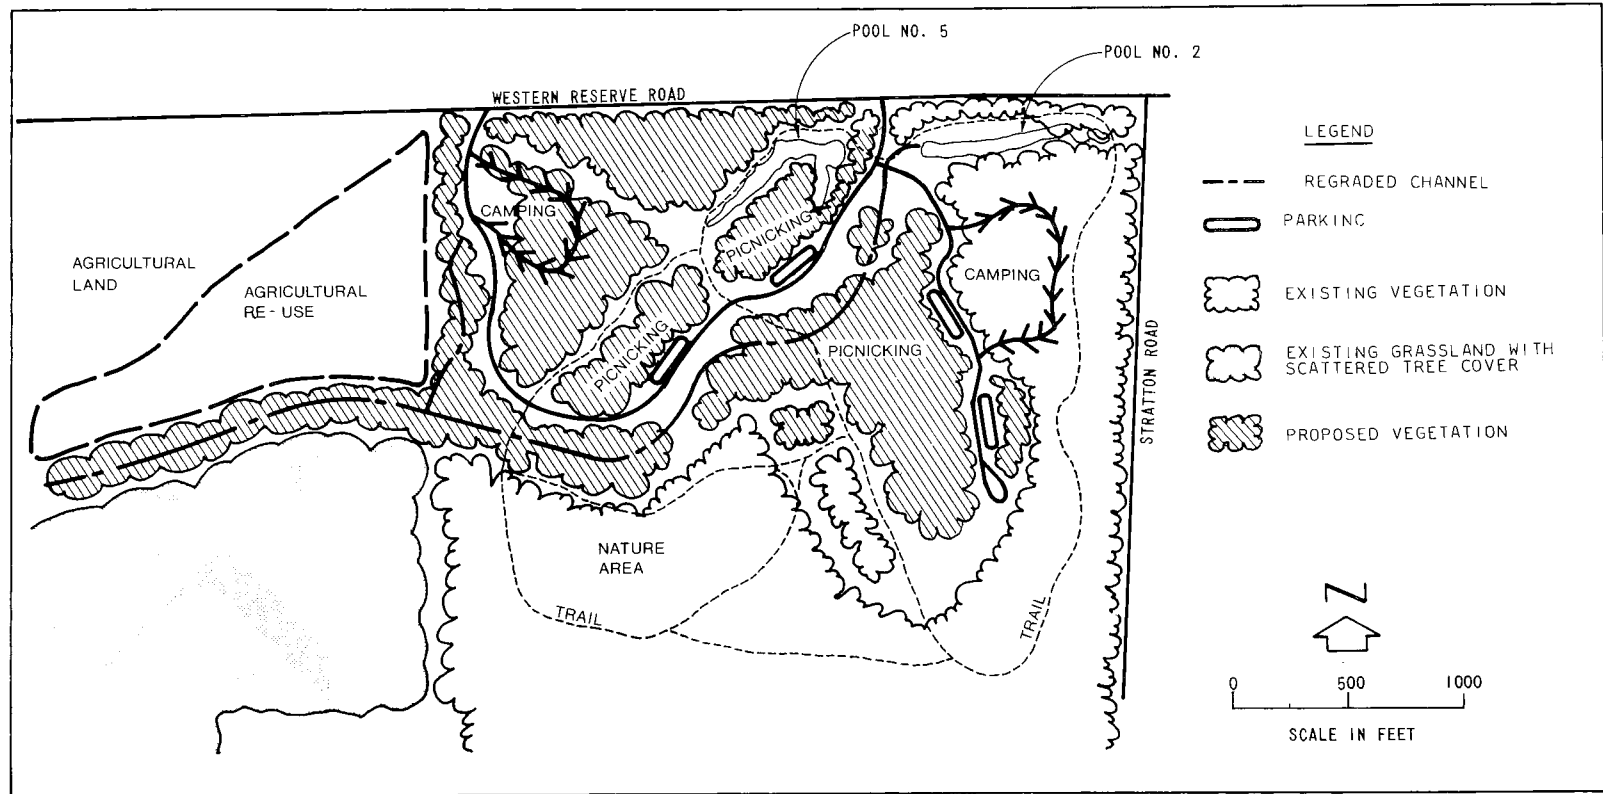 POOL NO. 5
POOL NO. 2
WESTERN RESERVE ROAD
LEGEND
REGRADED CHANNEL
PARKING
EXISTING VEGETATION
EXISTING GRASSLAND WITH
SCATTERED TREE COVER
PROPOSED VEGETATION
CAMPING
PICNICKING
AGRICULTURAL
LAND
AGRICULTURAL
RE-USE
CAMPING
PICNICKING
PICNICKING
STRATTON ROAD
NATURE
AREA
TRAIL
TRAIL
N
0 500 1000
SCALE IN FEET